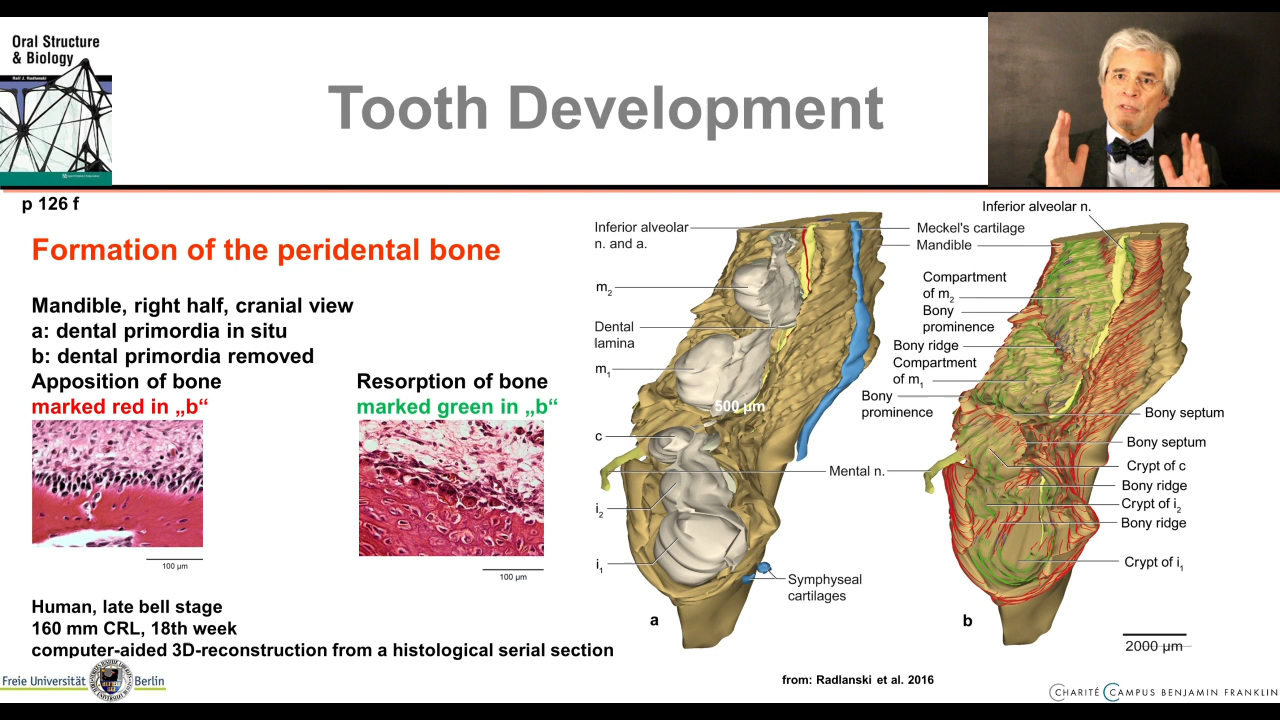 Oral Structure
& Biology
Ralf J. Radlanski
Tooth Development
p 126 f
Formation of the peridental bone
Mandible, right half, cranial view
a: dental primordia in situ
b: dental primordia removed
Apposition of bone
marked red in „b“
Resorption of bone
marked green in „b“
100 µm
100 µm
Human, late bell stage
160 mm CRL, 18th week
computer-aided 3D-reconstruction from a histological serial section
Inferior alveolar
n. and a.
m2
Dental
lamina
m1
500 µm
c
i2
i1
Meckel's cartilage
Mandible
Mental n.
Symphyseal
cartilages
a
Inferior alveolar n.
Compartment
of m2
Bony
prominence
Bony ridge
Compartment
of m1
Bony
prominence
Bony septum
Bony septum
Crypt of c
Bony ridge
Crypt of i2
Bony ridge
Crypt of i1
b
2000 µm
from: Radlanski et al. 2016
Freie Universität Berlin
CHARITÉ CAMPUS BENJAMIN FRANKLIN